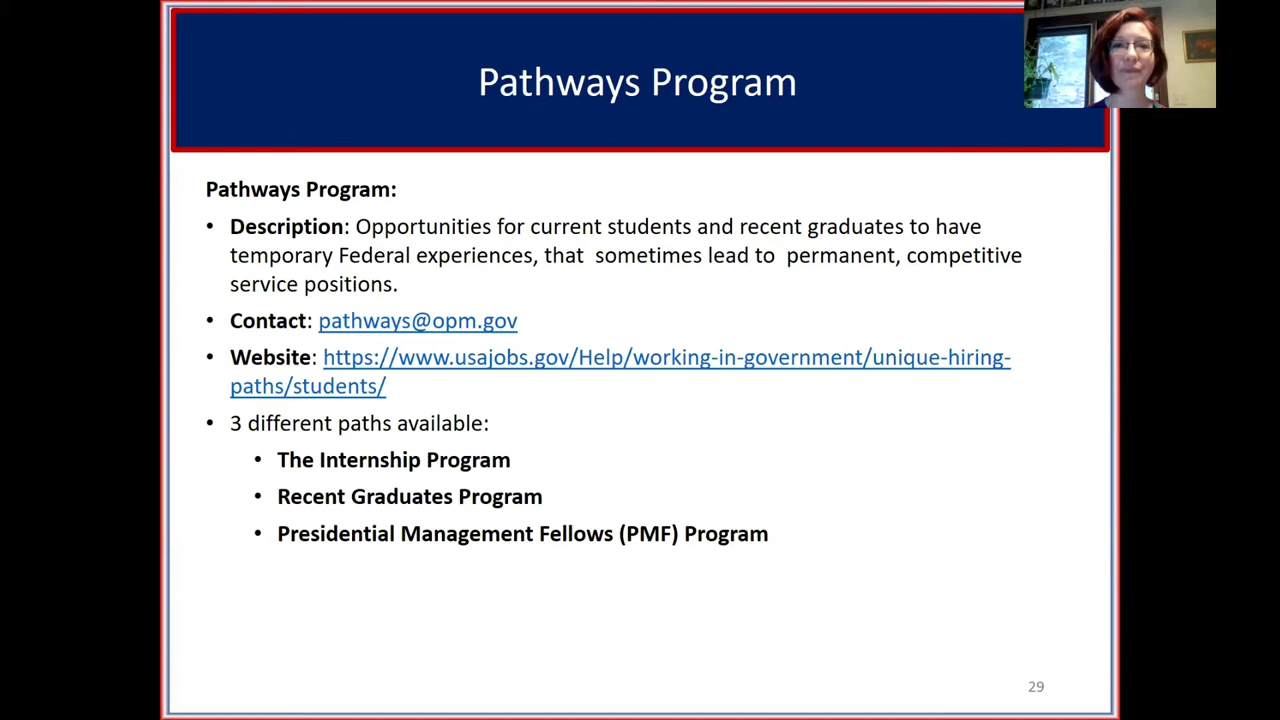 Pathways Program
Pathways Program:
• Description: Opportunities for current students and recent graduates to have
temporary Federal experiences, that  sometimes lead to  permanent, competitive
service positions.
• Contact: pathways@opm.gov
• Website: https://www.usajobs.gov/Help/working-in-government/unique-hiring-
paths/students/
• 3 different paths available:
• The Internship Program
• Recent Graduates Program
• Presidential Management Fellows (PMF) Program
29